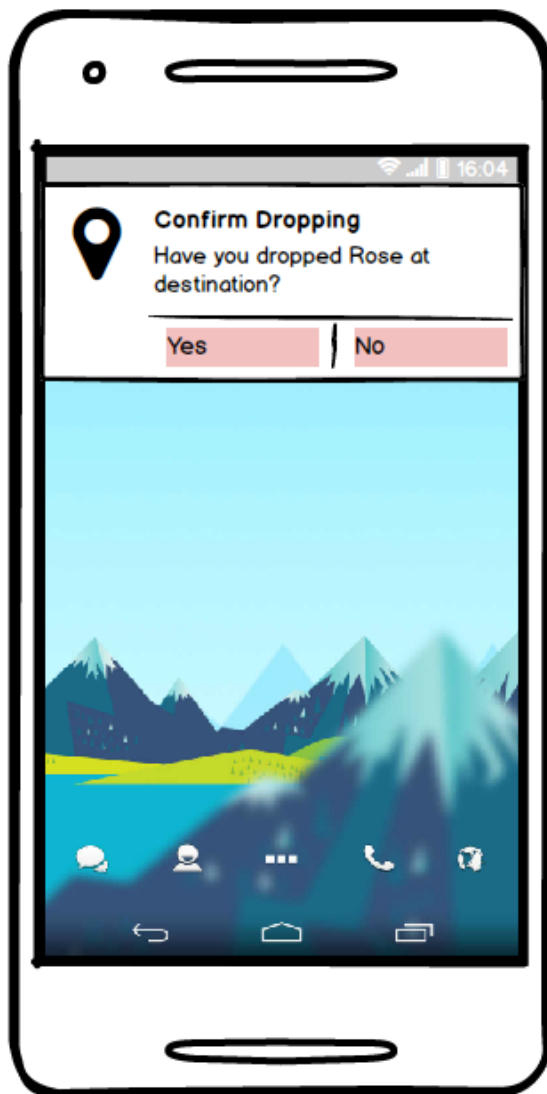 16:04
Confirm Dropping
Have you dropped Rose at
destination?
Yes
No